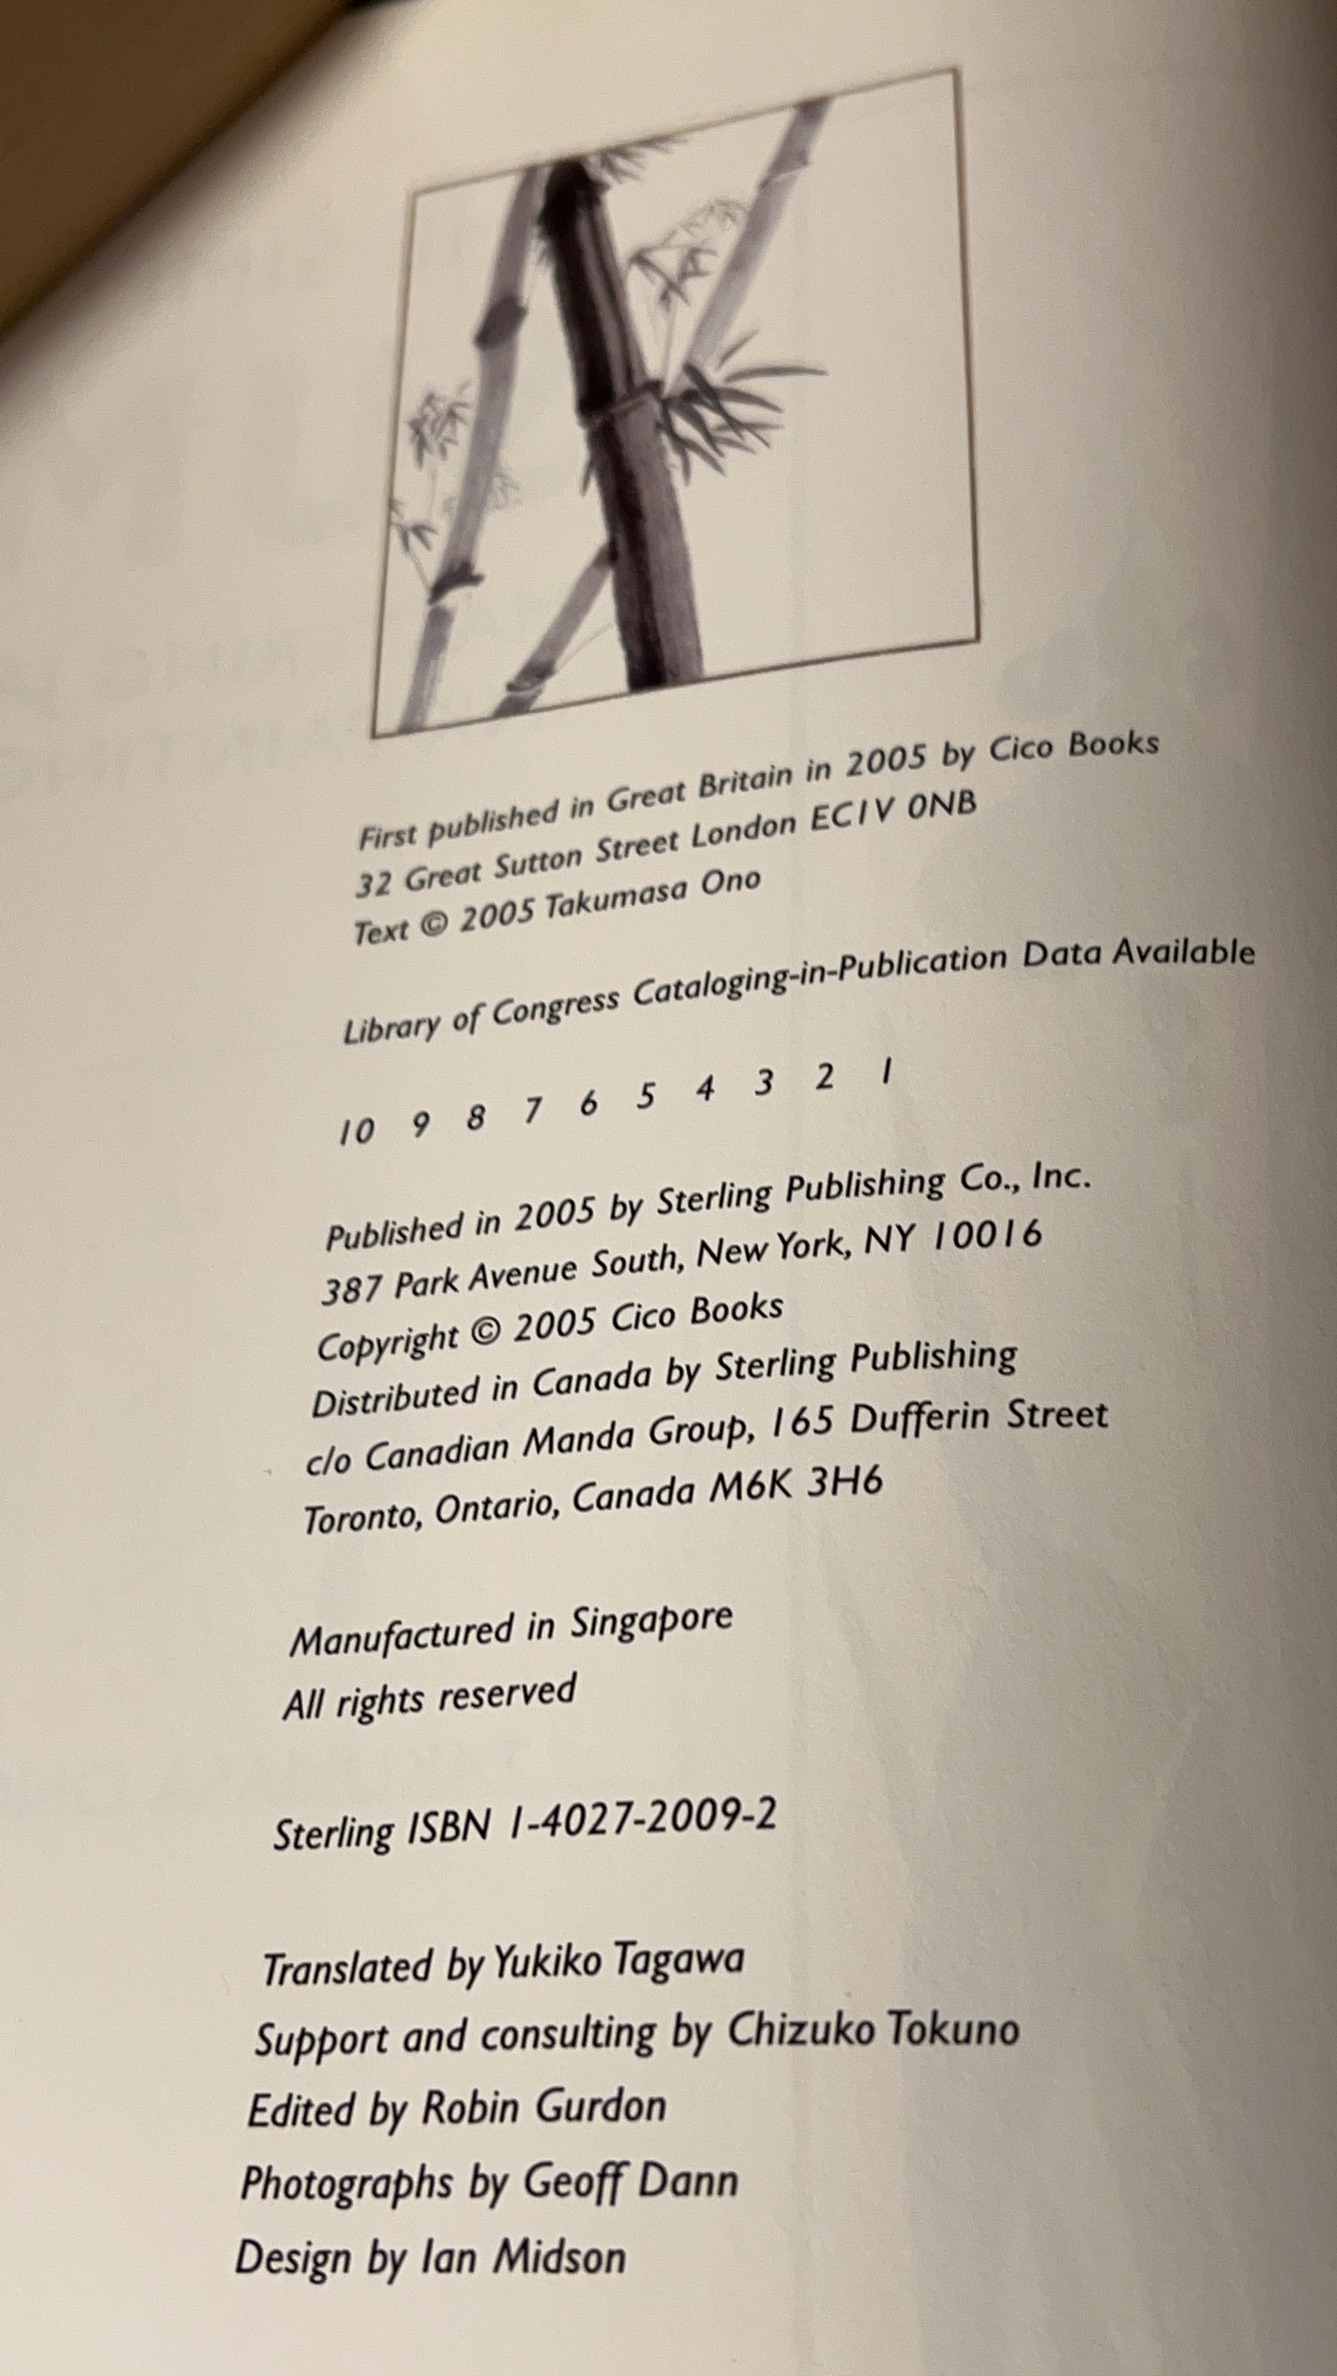 First published in Great Britain in 2005 by Cico Books
32 Great Sutton Street London EC1V 0NB
Text © 2005 Takumasa Ono
Library of Congress Cataloging-in-Publication Data Available
10 9 8 7 6 5 4 3 2 1
Published in 2005 by Sterling Publishing Co., Inc.
387 Park Avenue South, New York, NY 10016
Copyright © 2005 Cico Books
Distributed in Canada by Sterling Publishing
c/o Canadian Manda Group, 165 Dufferin Street
Toronto, Ontario, Canada M6K 3H6
Manufactured in Singapore
All rights reserved
Sterling ISBN 1-4027-2009-2
Translated by Yukiko Tagawa
Support and consulting by Chizuko Tokuno
Edited by Robin Gurdon
Photographs by Geoff Dann
Design by Ian Midson